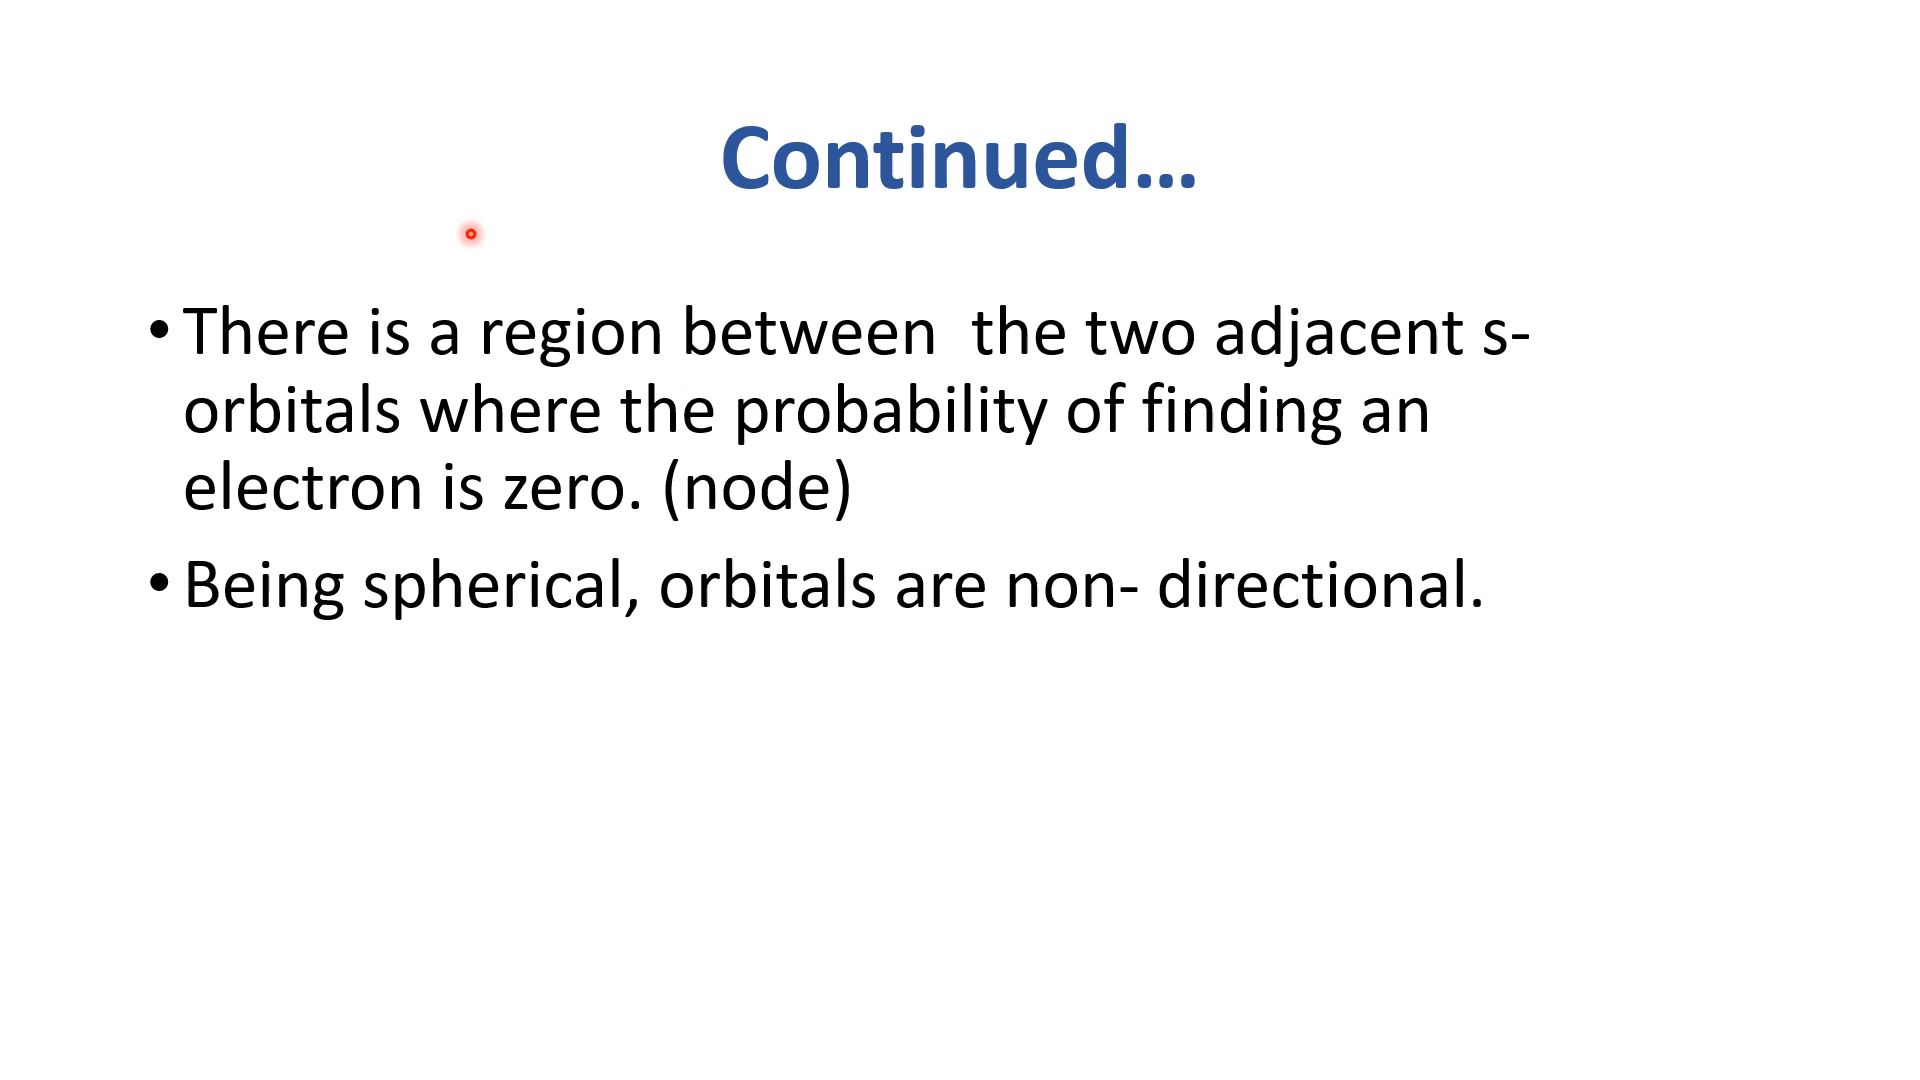 Continued...
• There is a region between  the two adjacent s-
orbitals where the probability of finding an
electron is zero. (node)
• Being spherical, orbitals are non- directional.